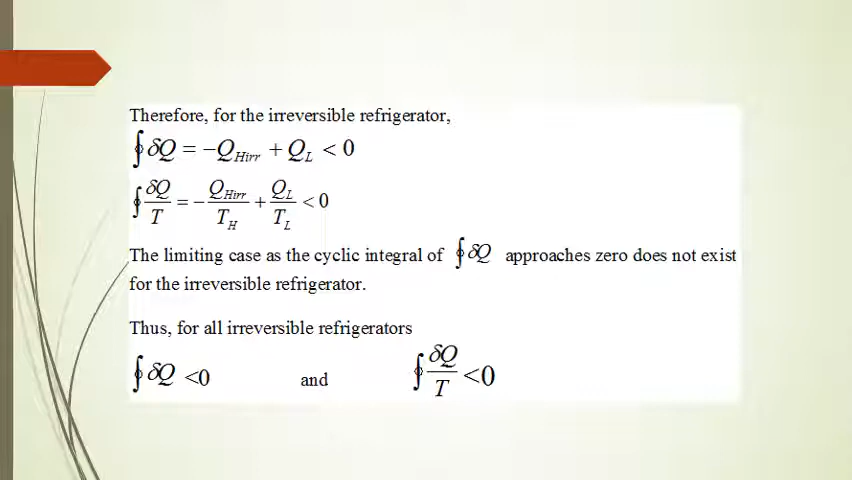 Therefore, for the irreversible refrigerator,
∮δQ = −Q_Hirr + Q_L < 0
∮δQ/T = −Q_Hirr/T_H + Q_L/T_L < 0
The limiting case as the cyclic integral of ∮δQ approaches zero does not exist
for the irreversible refrigerator.
Thus, for all irreversible refrigerators
∮δQ <0 and ∮δQ/T <0